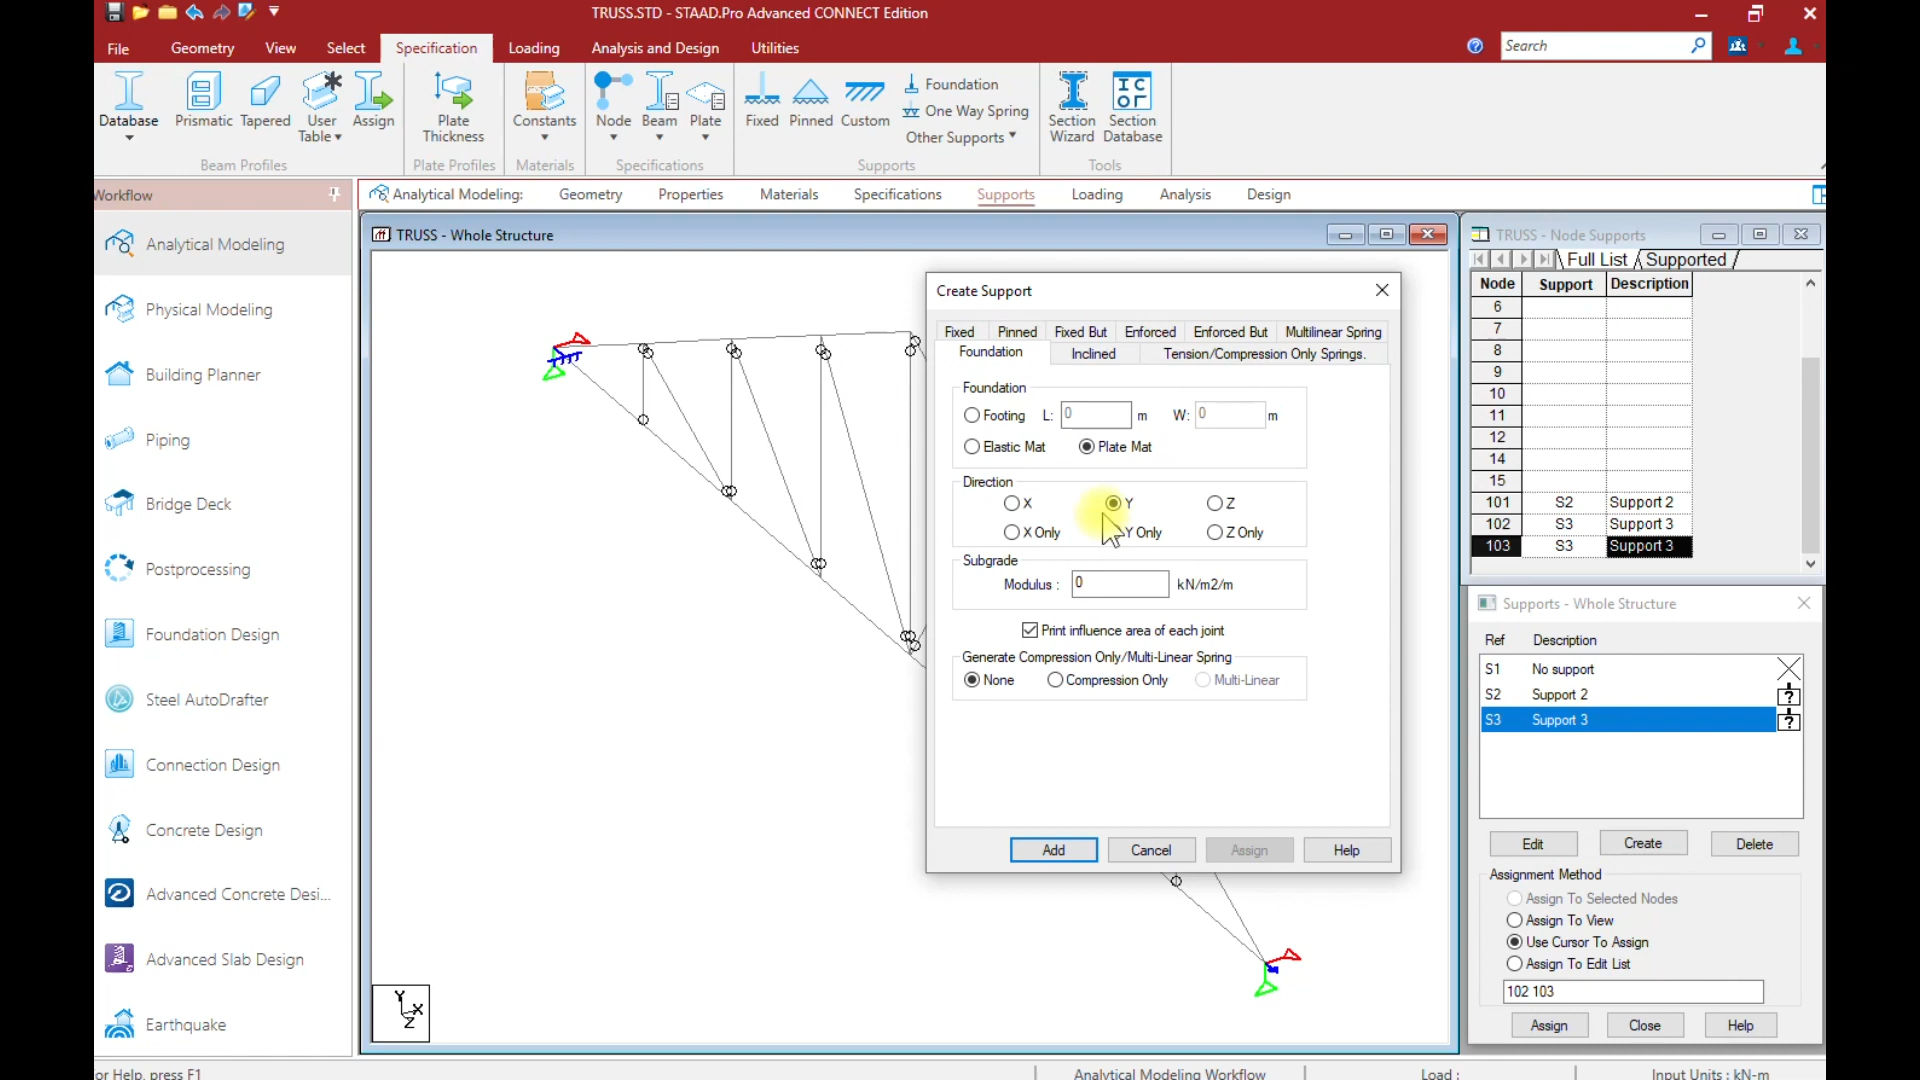 TRUSS.STD - STAAD.Pro Advanced CONNECT Edition
File Geometry View Select Specification Loading Analysis and Design Utilities
Search
Database Prismatic Tapered User Table Assign
Beam Profiles
Plate Thickness
Plate Profiles
Constants
Materials
Node Beam Plate
Specifications
Fixed Pinned Custom
Foundation
One Way Spring
Other Supports
Supports
Section Wizard
Section Database
IC
OI
Tools
Workflow
Analytical Modeling
Physical Modeling
Building Planner
Piping
Bridge Deck
Postprocessing
Foundation Design
Steel AutoDrafter
Connection Design
Concrete Design
Advanced Concrete Desi...
Advanced Slab Design
Earthquake
Analytical Modeling: Geometry Properties Materials Specifications Supports Loading Analysis Design
TRUSS - Whole Structure
Y
X
Z
Create Support
Fixed Pinned Fixed But Enforced Enforced But Multilinear Spring
Foundation Inclined Tension/Compression Only Springs.
Foundation
Footing L: 0 m W: 0 m
Elastic Mat Plate Mat
Direction
X Y Z
X Only Y Only Z Only
Subgrade
Modulus : 0 kN/m2/m
Print influence area of each joint
Generate Compression Only/Multi-Linear Spring
None Compression Only Multi-Linear
Add Cancel Assign Help
TRUSS - Node Supports
Full List Supported
Node Support Description
6
7
8
9
10
11
12
14
15
101 S2 Support 2
102 S3 Support 3
103 S3 Support 3
Supports - Whole Structure
Ref Description
S1 No support
S2 Support 2 ?
S3 Support 3 ?
Edit Create Delete
Assignment Method
Assign To Selected Nodes
Assign To View
Use Cursor To Assign
Assign To Edit List
102 103
Assign Close Help
or Help, press F1
Analytical Modeling Workflow
Load :
Input Units : kN-m